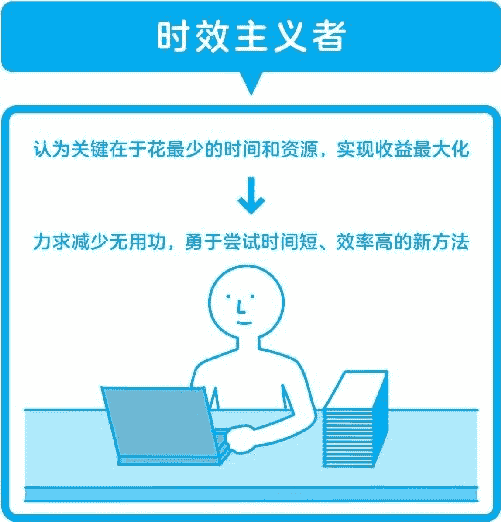 时效主义者
认为关键在于花最少的时间和资源，实现收益最大化
力求减少无用功，勇于尝试时间短、效率高的新方法